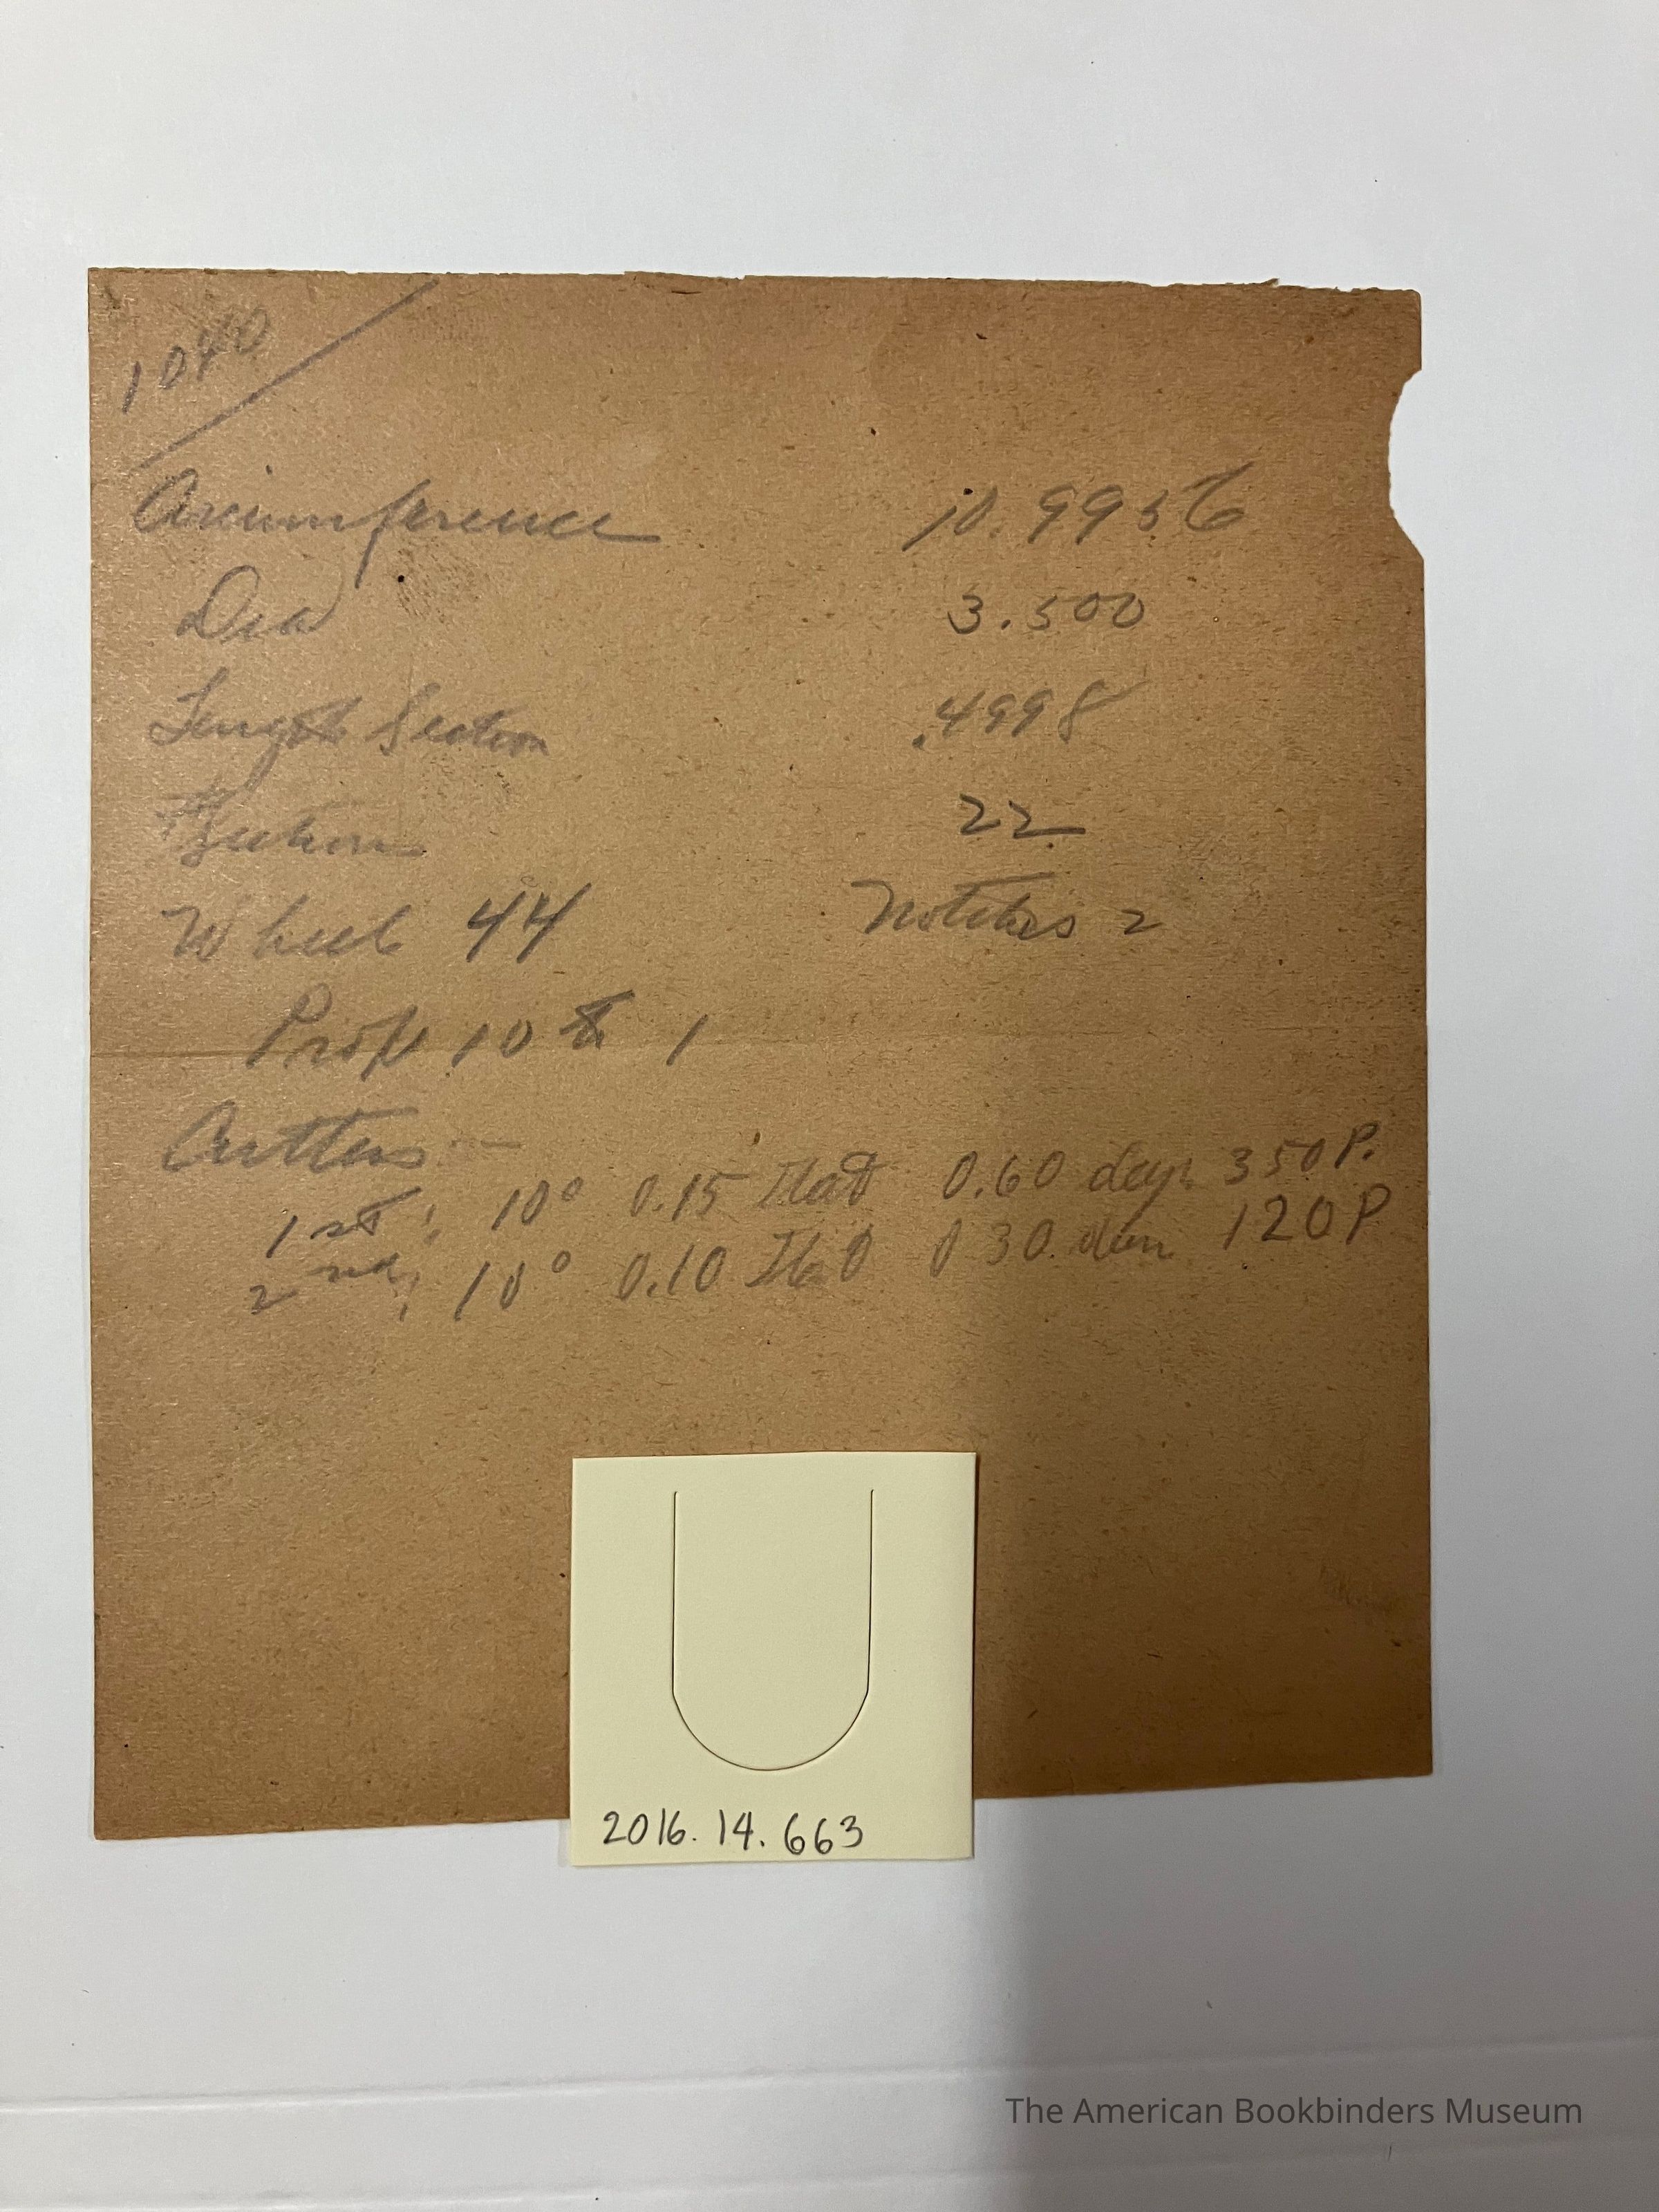 1040
Circumference 10.9956
Dia 3.500
Length Section .4998
# Sections 22
Wheel 44 Notches 2
Prop 10 to 1
Cutters —
1st; 10° 0.15 Flat 0.60 deep 350P.
2nd; 10° 0.10 Flat 0 30 deep 120P
2016.14.663
The American Bookbinders Museum